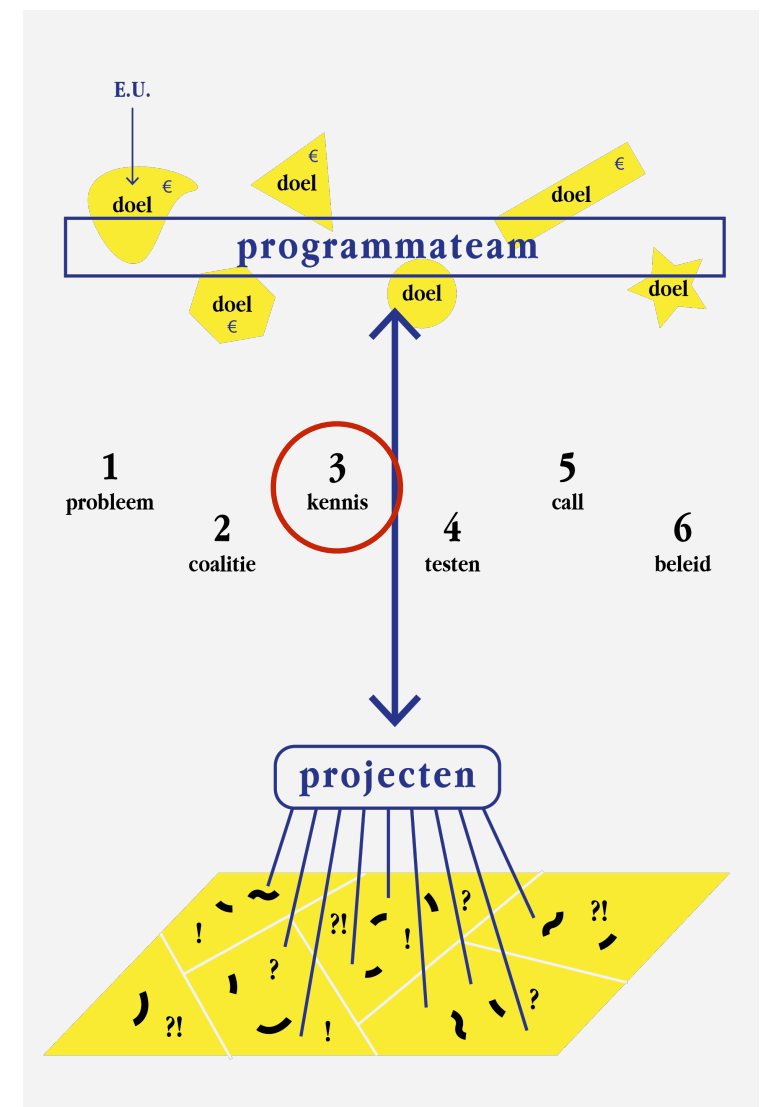 E.U.
€
doel
€
doel
€
doel
programmateam
doel
€
doel
doel
1
probleem
2
coalitie
3
kennis
4
testen
5
call
6
beleid
projecten
!
?!
?
!
?!
!
?
?
?!